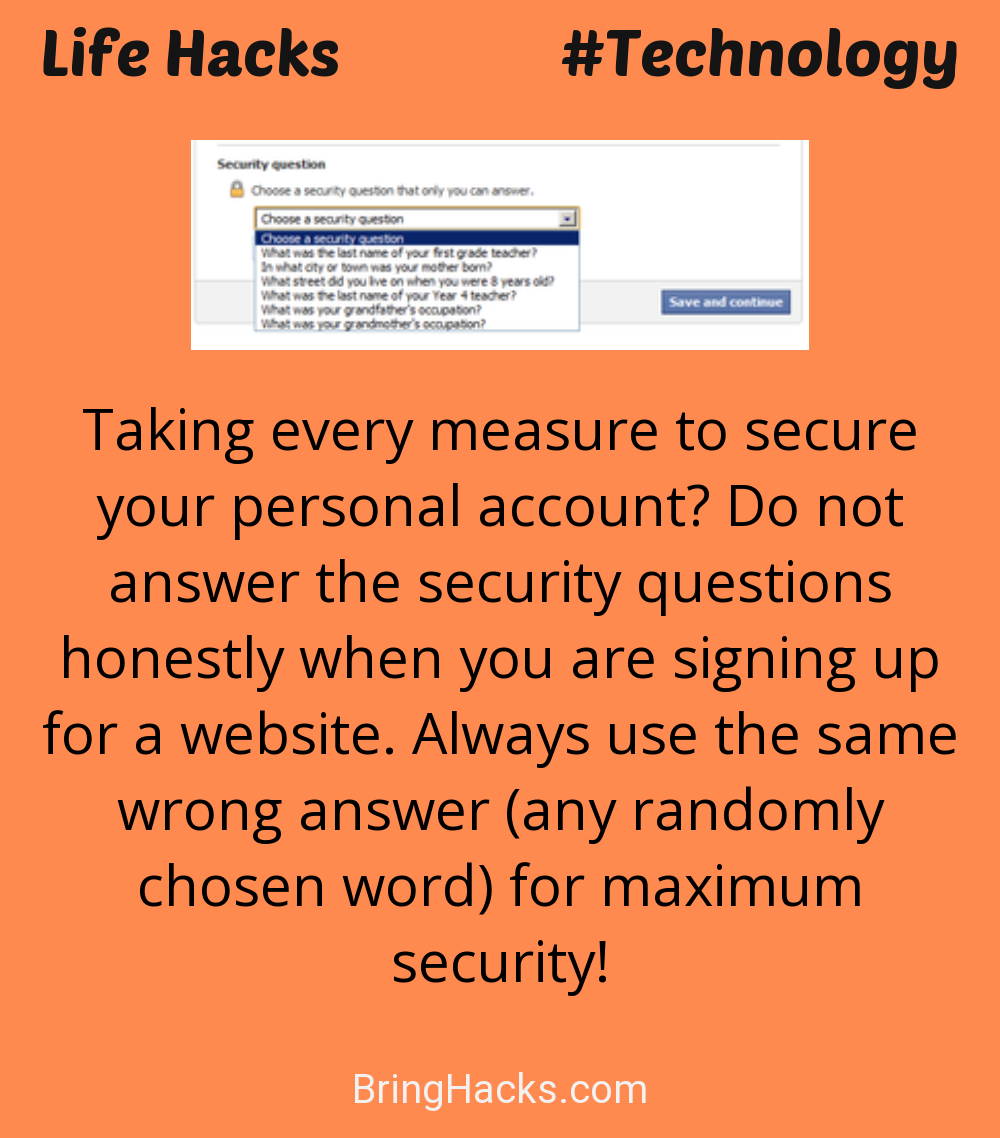 Life Hacks #Technology
Security question
Choose a security question that only you can answer.
Choose a security question
Choose a security question
What was the last name of your first grade teacher?
In what city or town was your mother born?
What street did you live on when you were 8 years old?
What was the last name of your Year 4 teacher?
What was your grandfather's occupation?
What was your grandmother's occupation?
Save and continue
Taking every measure to secure
your personal account? Do not
answer the security questions
honestly when you are signing up
for a website. Always use the same
wrong answer (any randomly
chosen word) for maximum
security!
BringHacks.com